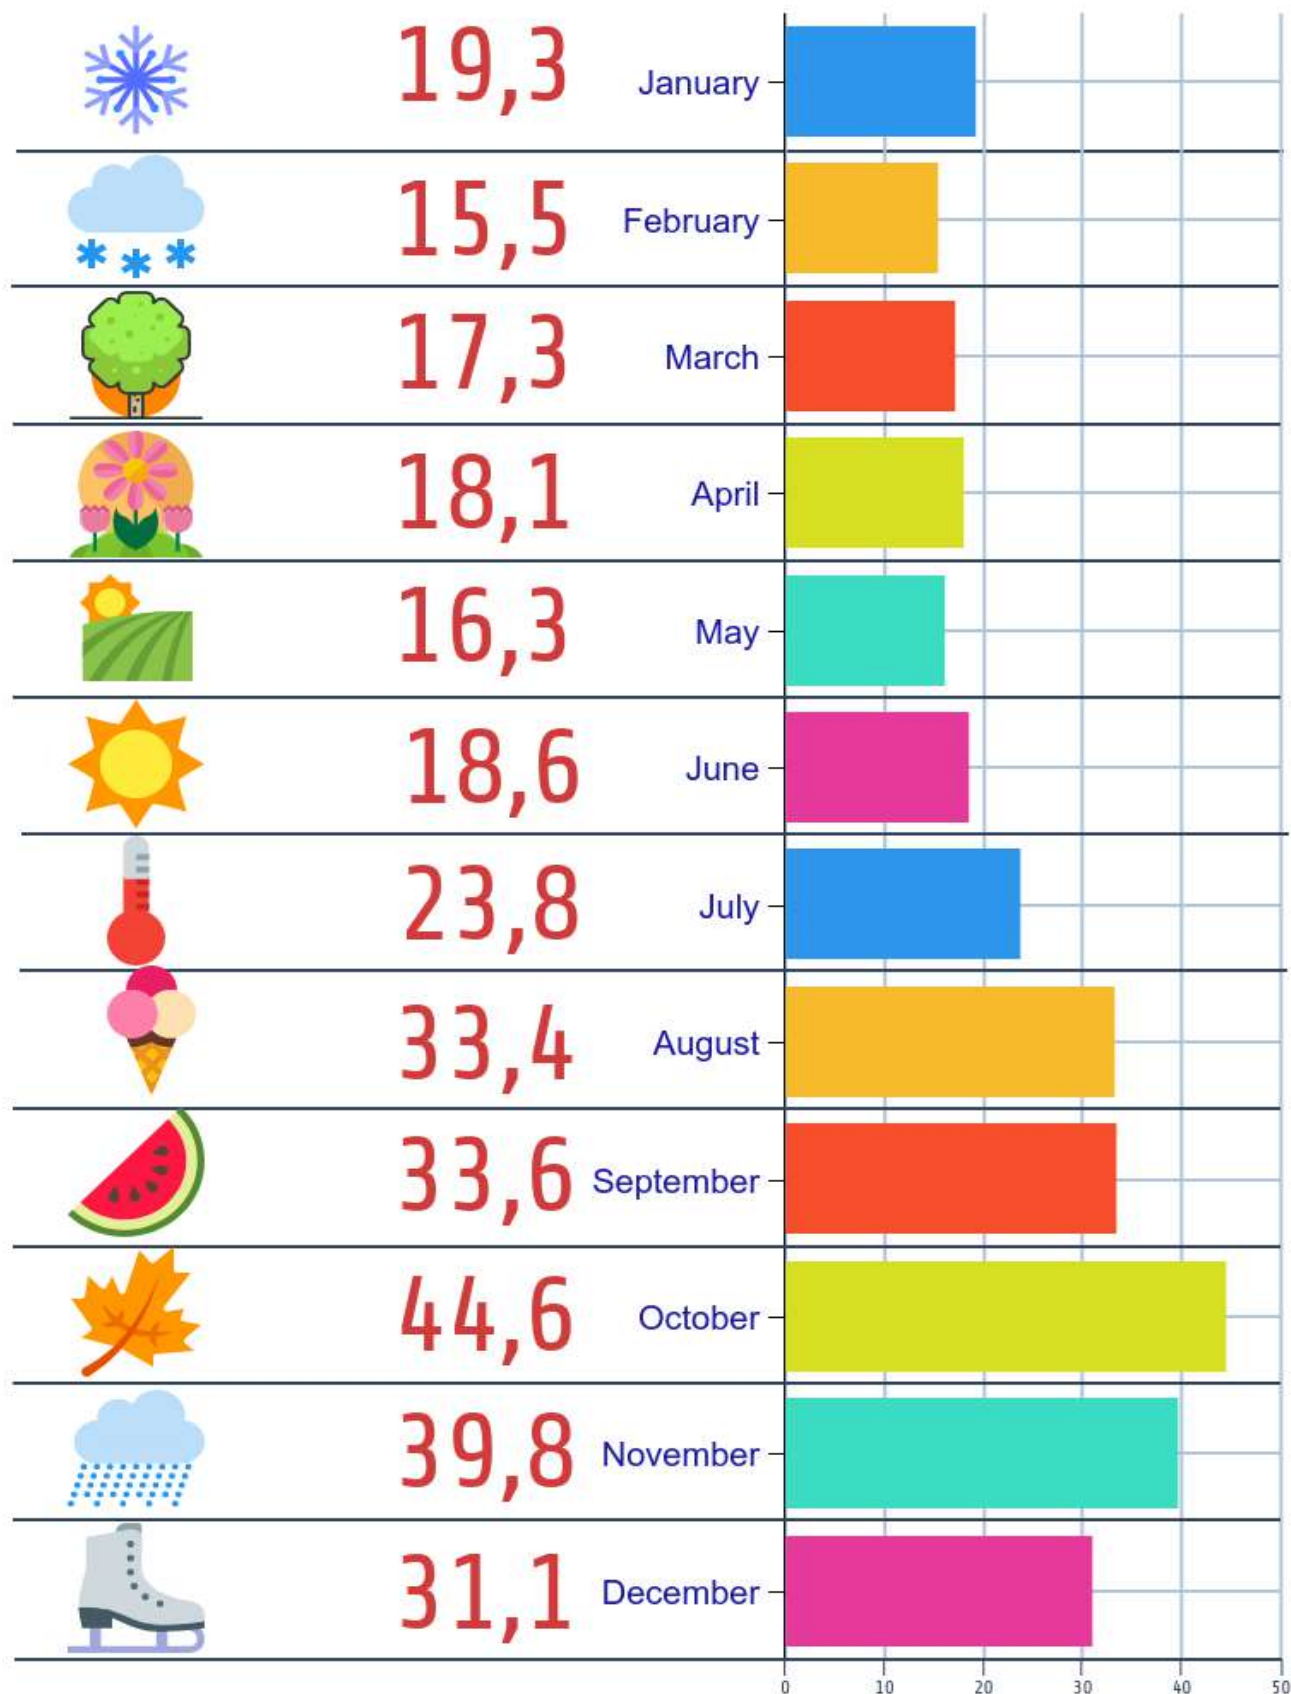 19,3 January
15,5 February
17,3 March
18,1 April
16,3 May
18,6 June
23,8 July
33,4 August
33,6 September
44,6 October
39,8 November
31,1 December
0 10 20 30 40 50